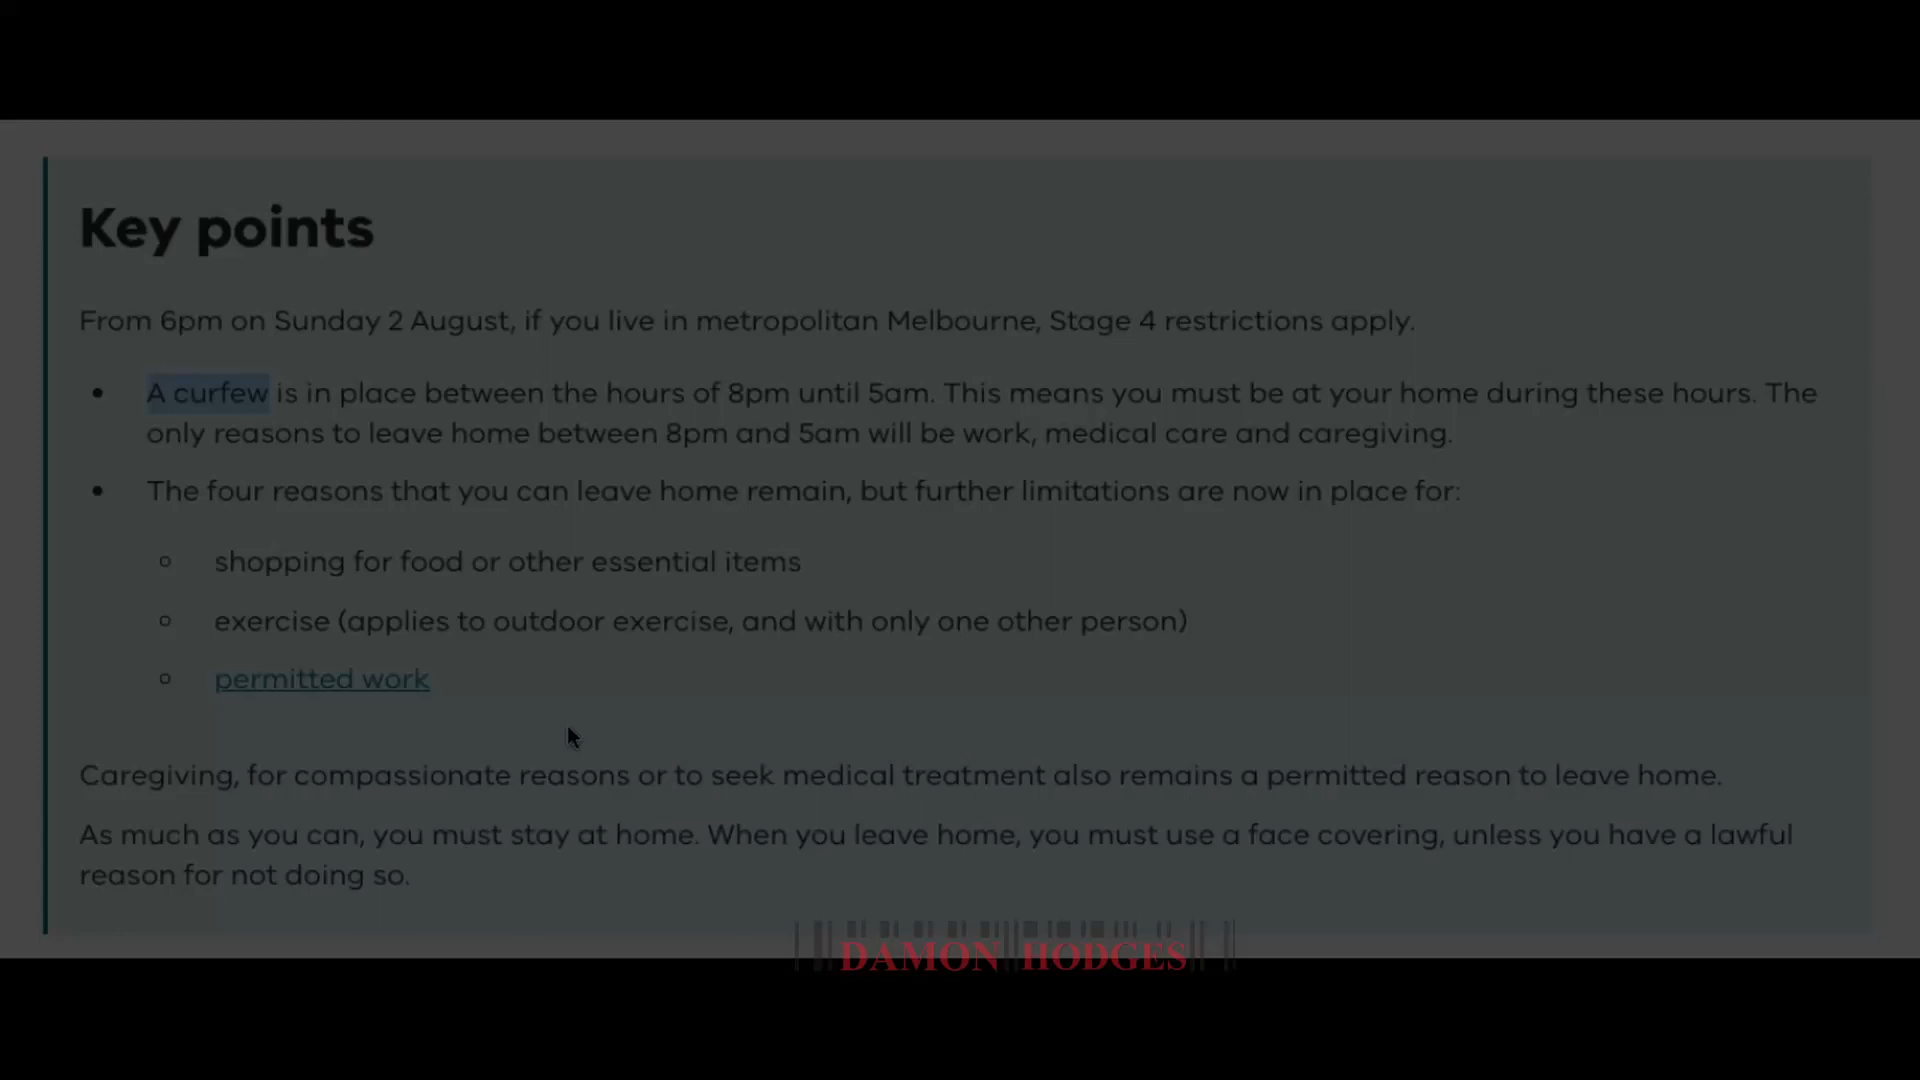 Key points
From 6pm on Sunday 2 August, if you live in metropolitan Melbourne, Stage 4 restrictions apply.
• A curfew is in place between the hours of 8pm until 5am. This means you must be at your home during these hours. The
only reasons to leave home between 8pm and 5am will be work, medical care and caregiving.
• The four reasons that you can leave home remain, but further limitations are now in place for:
○ shopping for food or other essential items
○ exercise (applies to outdoor exercise, and with only one other person)
○ permitted work
Caregiving, for compassionate reasons or to seek medical treatment also remains a permitted reason to leave home.
As much as you can, you must stay at home. When you leave home, you must use a face covering, unless you have a lawful
reason for not doing so.
DAMON HODGES